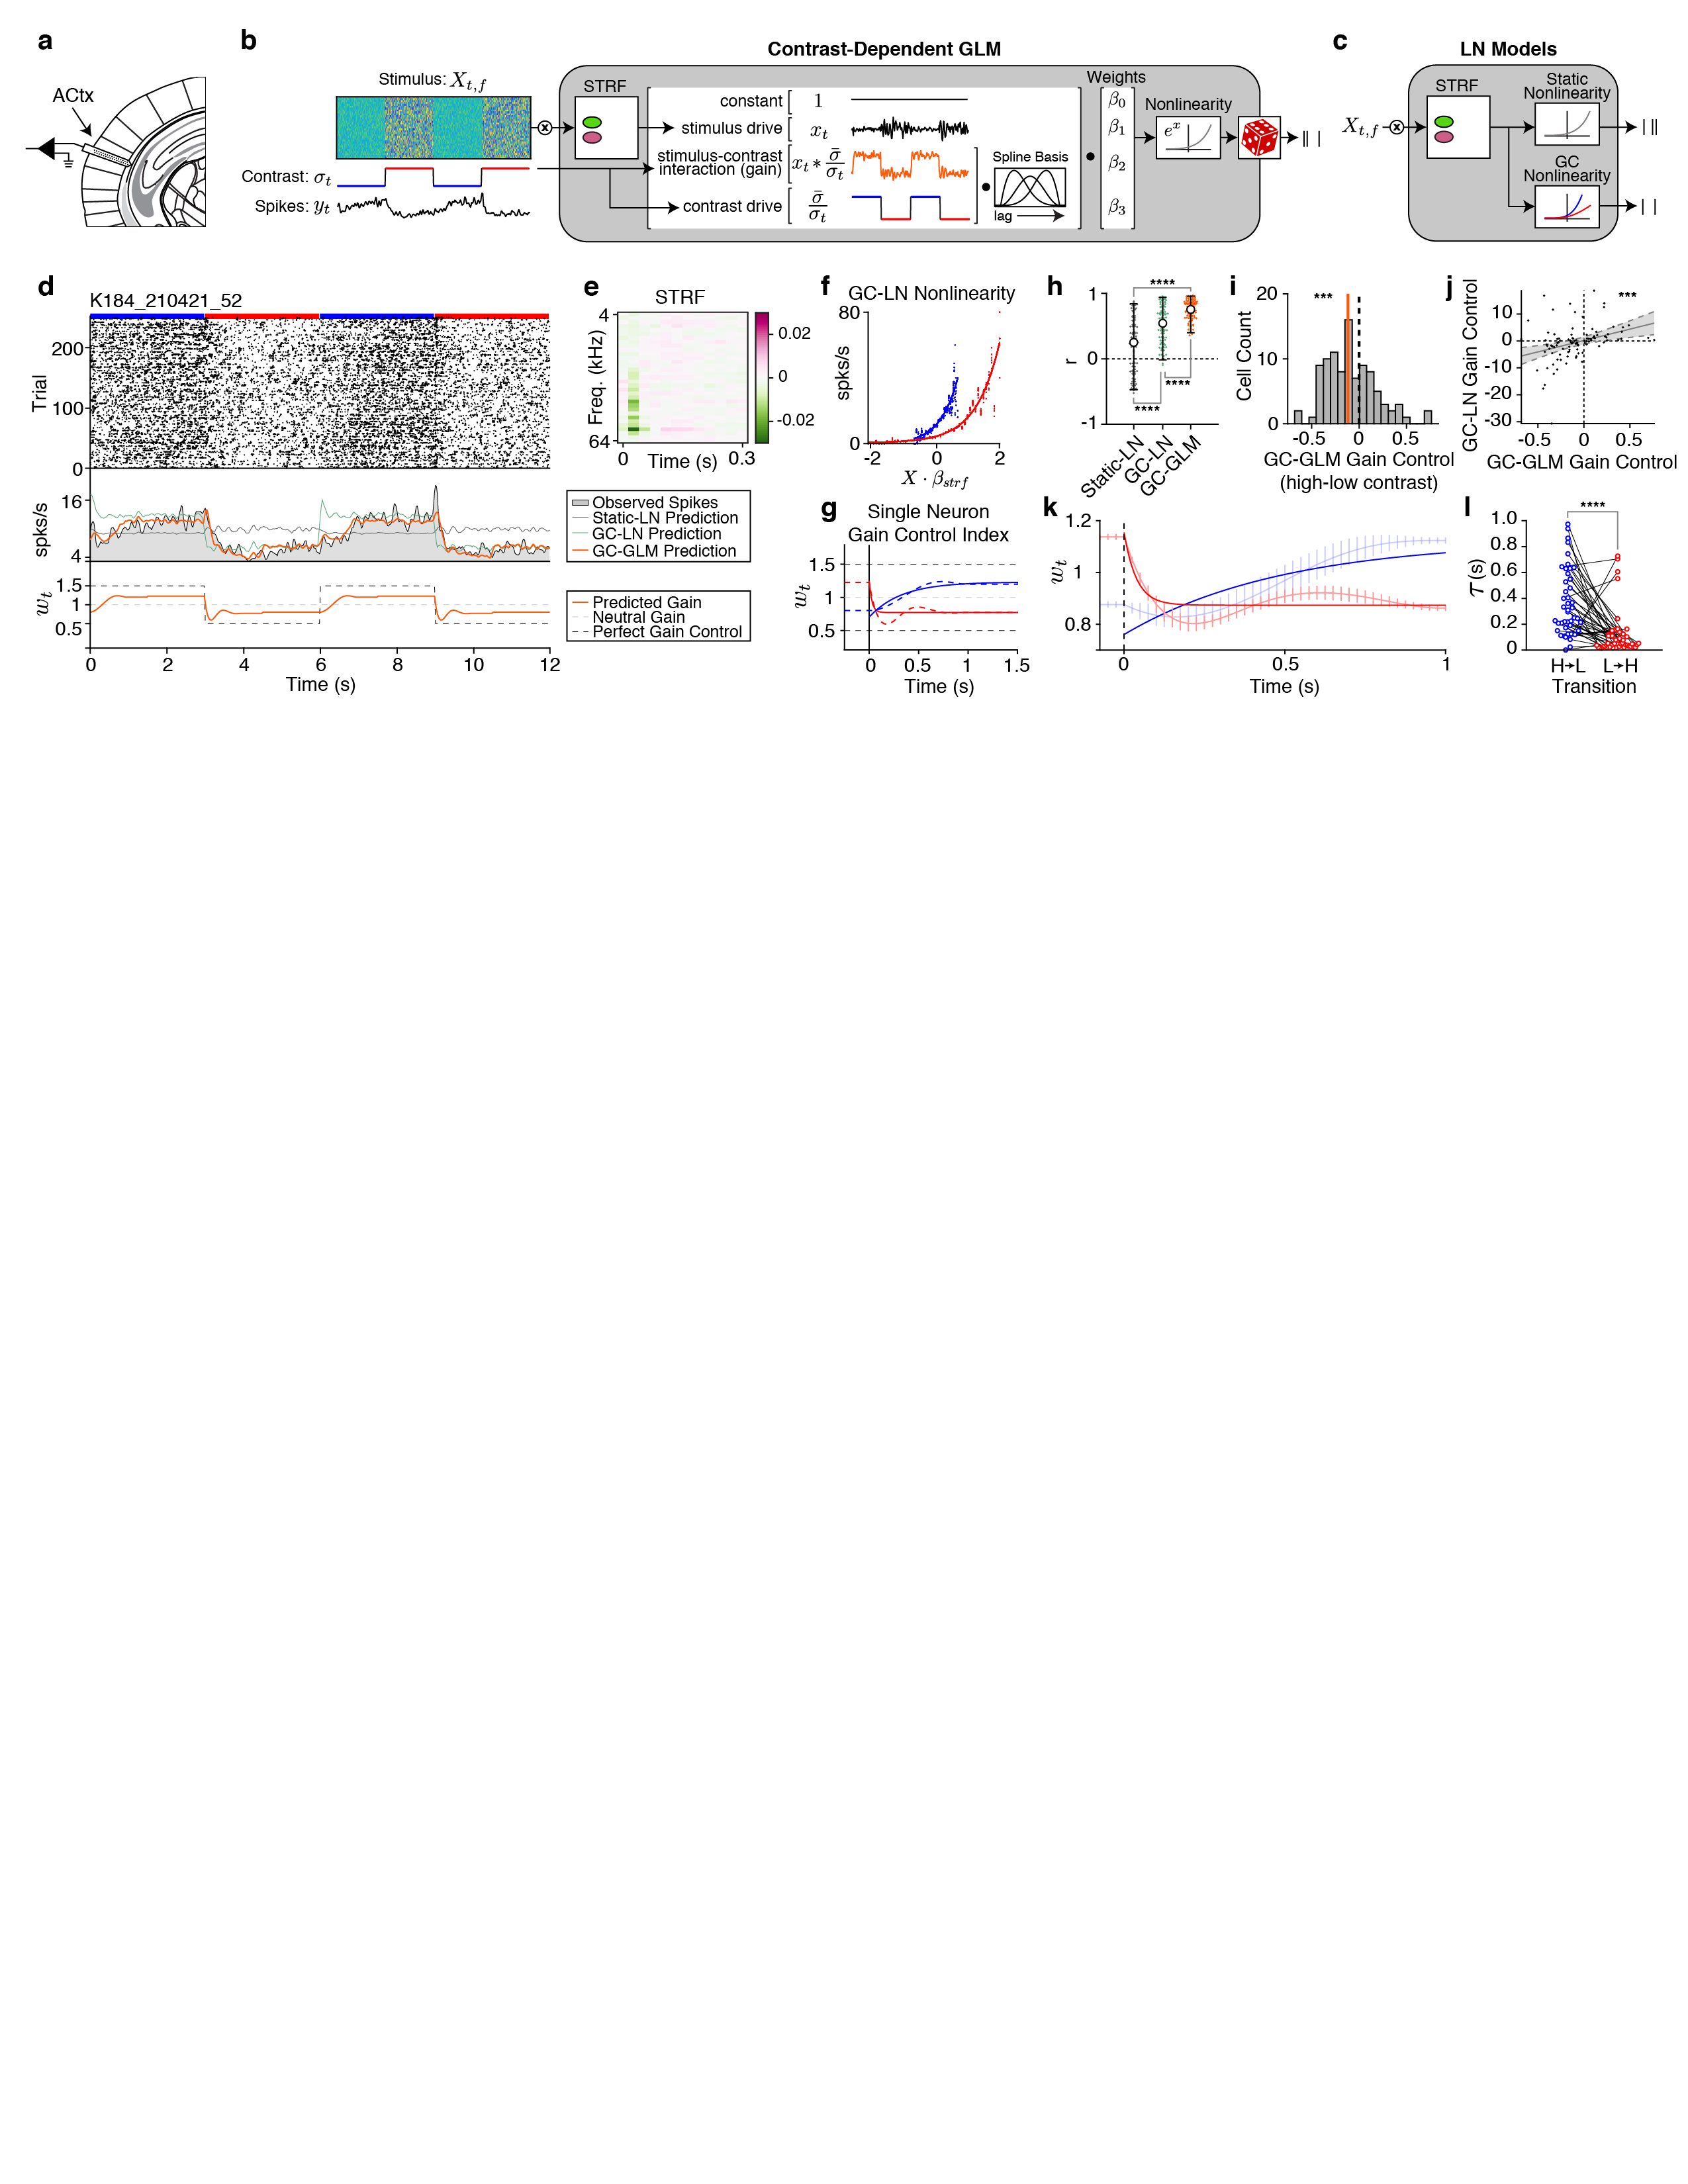 a
ACtx
b
Contrast-Dependent GLM
Stimulus: X_{t,f}
Contrast: σ_t
Spikes: y_t
STRF
constant
1
stimulus drive
x_t
stimulus-contrast
interaction (gain)
x_t * σ̄/σ_t
contrast drive
σ̄/σ_t
Spline Basis
lag
Weights
β_0
β_1
β_2
β_3
Nonlinearity
e^x
c
LN Models
X_{t,f}
STRF
Static
Nonlinearity
GC
Nonlinearity
d
K184_210421_52
Trial
200
100
0
spks/s
16
4
w_t
1.5
1
0.5
0 2 4 6 8 10 12
Time (s)
Observed Spikes
Static-LN Prediction
GC-LN Prediction
GC-GLM Prediction
Predicted Gain
Neutral Gain
Perfect Gain Control
e
STRF
Freq. (kHz)
4
64
0 0.3
Time (s)
0.02
0
-0.02
f
GC-LN Nonlinearity
spks/s
80
0
-2 0 2
X · β_{strf}
g
Single Neuron
Gain Control Index
w_t
1.5
1
0.5
0 0.5 1 1.5
Time (s)
h
r
1
0
-1
****
****
****
Static-LN
GC-LN
GC-GLM
i
***
Cell Count
20
10
0
-0.5 0 0.5
GC-GLM Gain Control
(high-low contrast)
j
***
GC-LN Gain Control
10
0
-10
-20
-30
-0.5 0 0.5
GC-GLM Gain Control
k
w_t
1.2
1
0.8
0 0.5 1
Time (s)
l
****
τ (s)
1.0
0.8
0.6
0.4
0.2
0
H→L L→H
Transition